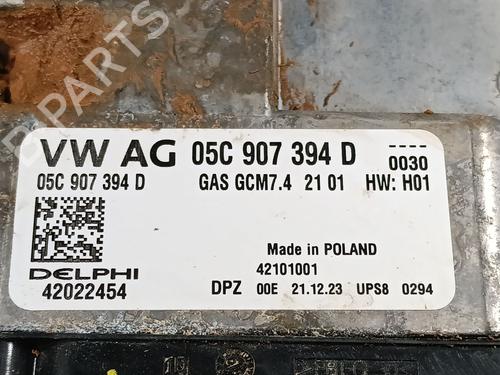 B-PARTS
VW AG 05C 907 394 D
0030
05C 907 394 D GAS GCM7.4 21 01 HW: H01
Made in POLAND
DELPHI 42101001
42022454 DPZ 00E 21.12.23 UPS8 0294